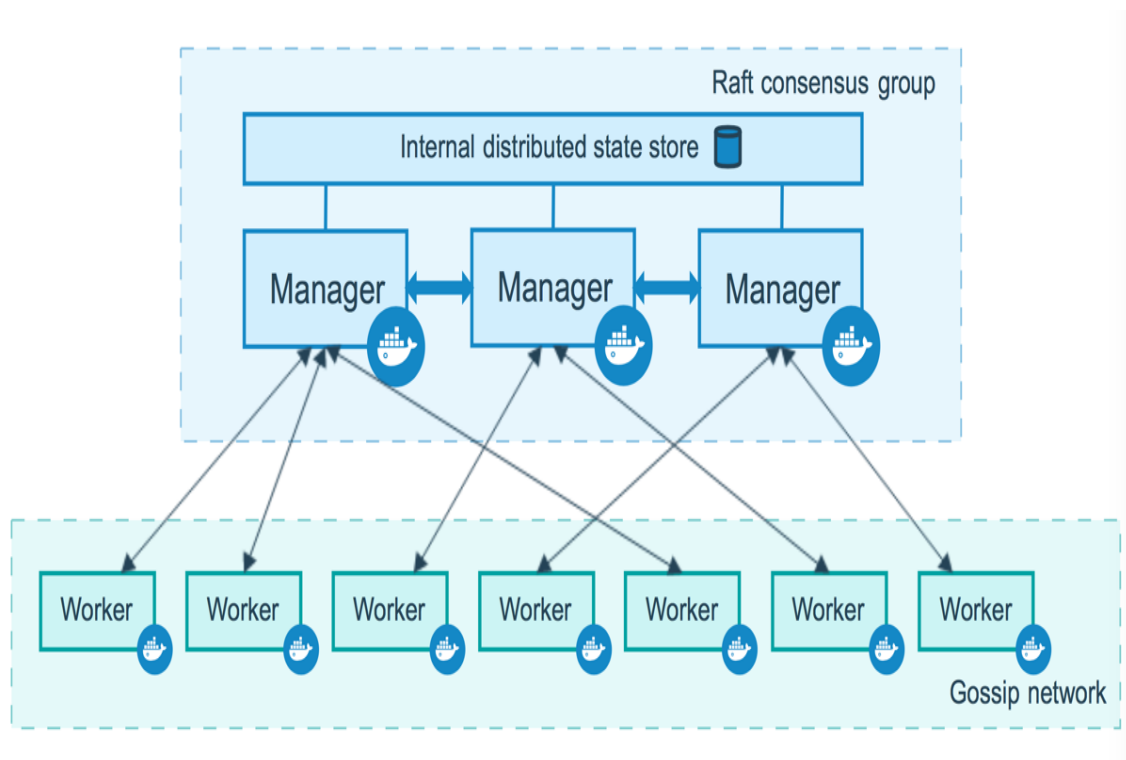 Raft consensus group
Internal distributed state store
Manager
Manager
Manager
Worker
Worker
Worker
Worker
Worker
Worker
Worker
Gossip network